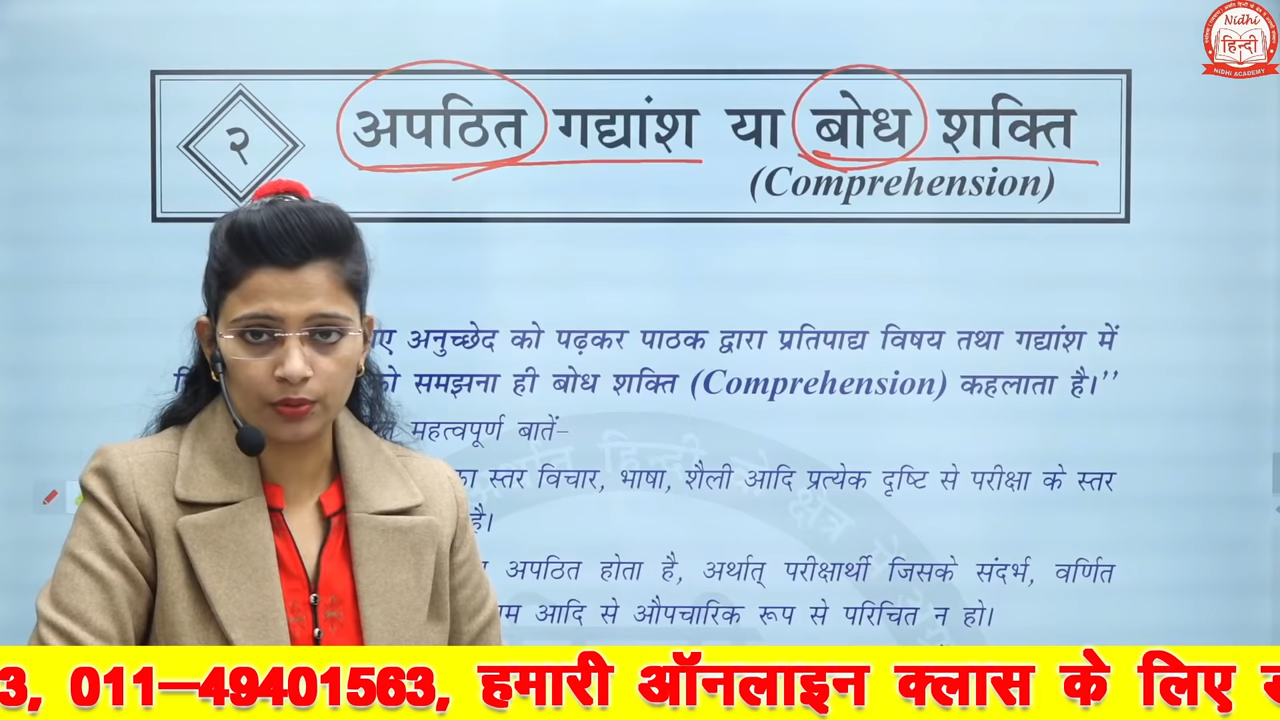 Nidhi
हिन्दी
NIDHI ACADEMY
२
अपठित गद्यांश या बोध शक्ति
(Comprehension)
अनुच्छेद को पढ़कर पाठक द्वारा प्रतिपाद्य विषय तथा गद्यांश में
समझना ही बोध शक्ति (Comprehension) कहलाता है।’’
महत्वपूर्ण बातें-
स्तर विचार, भाषा, शैली आदि प्रत्येक दृष्टि से परीक्षा के स्तर
है।
अपठित होता है, अर्थात् परीक्षार्थी जिसके संदर्भ, वर्णित
आदि से औपचारिक रूप से परिचित न हो।
3, 011–49401563, हमारी ऑनलाइन क्लास के लिए